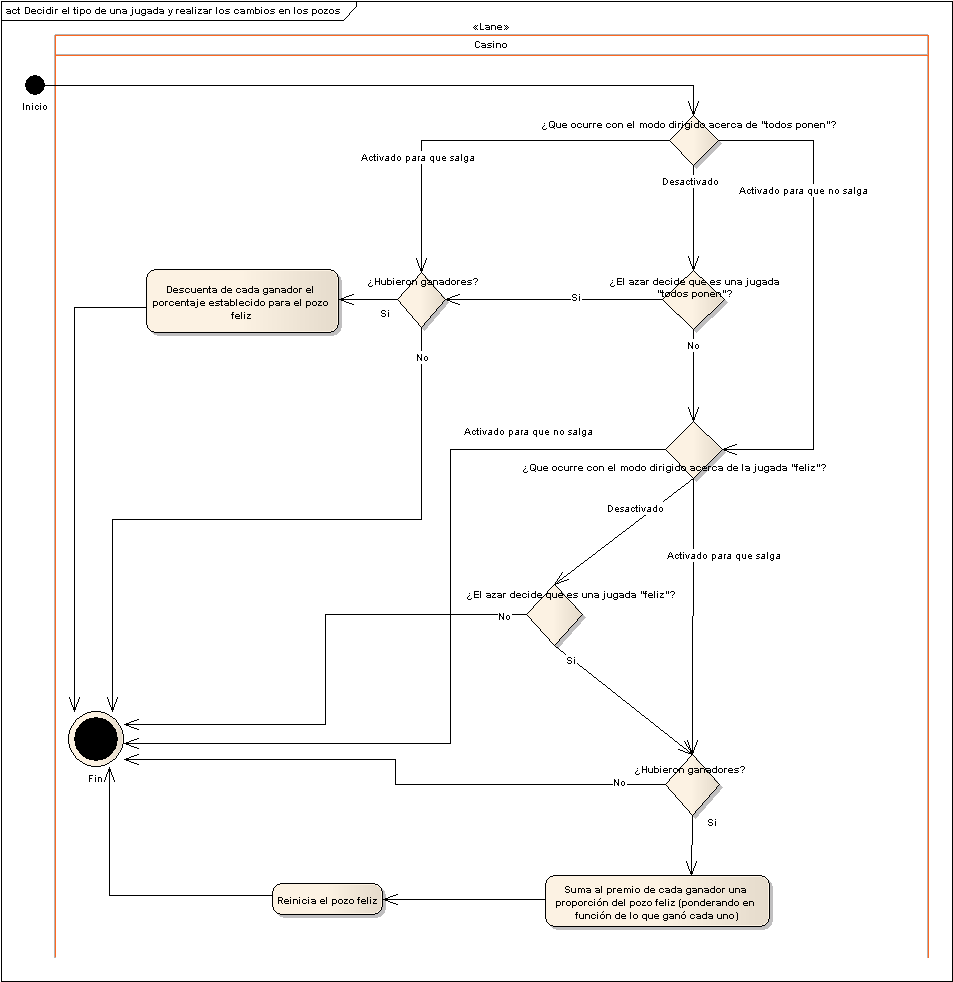 act Decidir el tipo de una jugada y realizar los cambios en los pozos
«Lane»
Casino
Inicio
¿Que ocurre con el modo dirigido acerca de "todos ponen"?
Activado para que salga
Desactivado
Activado para que no salga
¿Hubieron ganadores?
¿El azar decide que es una jugada
"todos ponen"?
Descuenta de cada ganador el
porcentaje establecido para el pozo
feliz
Si
Si
No
No
Activado para que no salga
¿Que ocurre con el modo dirigido acerca de la jugada "feliz"?
Desactivado
Activado para que salga
¿El azar decide que es una jugada "feliz"?
No
Si
¿Hubieron ganadores?
Fin
No
Si
Suma al premio de cada ganador una
proporción del pozo feliz (ponderando en
función de lo que ganó cada uno)
Reinicia el pozo feliz